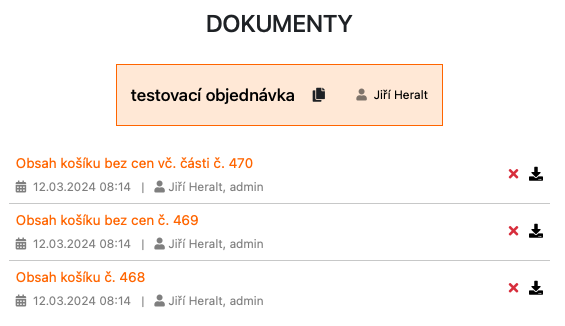 DOKUMENTY
testovací objednávka Jiří Heralt
Obsah košíku bez cen vč. části č. 470
12.03.2024 08:14 | Jiří Heralt, admin
Obsah košíku bez cen č. 469
12.03.2024 08:14 | Jiří Heralt, admin
Obsah košíku č. 468
12.03.2024 08:14 | Jiří Heralt, admin